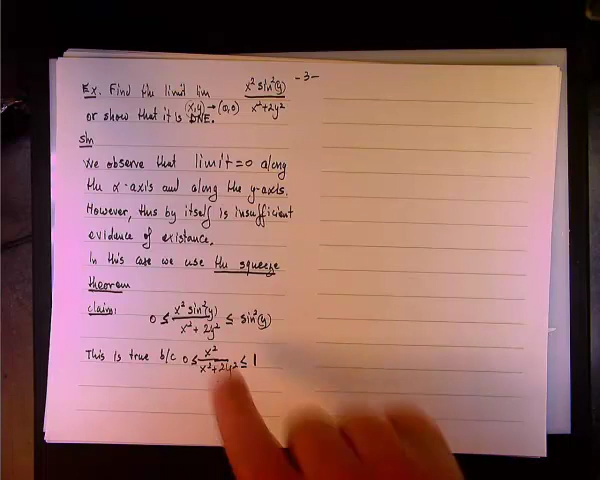 -3-
Ex. Find the limit lim (x,y)→(0,0) x² sin²(y) / x²+2y²
or show that it is DNE.
sln
We observe that limit=0 along
the x-axis and along the y-axis.
However, this by itself is insufficient
evidence of existance.
In this case we use the squeeze
theorem
claim:
0 ≤ x² sin²(y) / x² + 2y² ≤ sin²(y)
This is true b/c 0 ≤ x² / x²+2y² ≤ 1